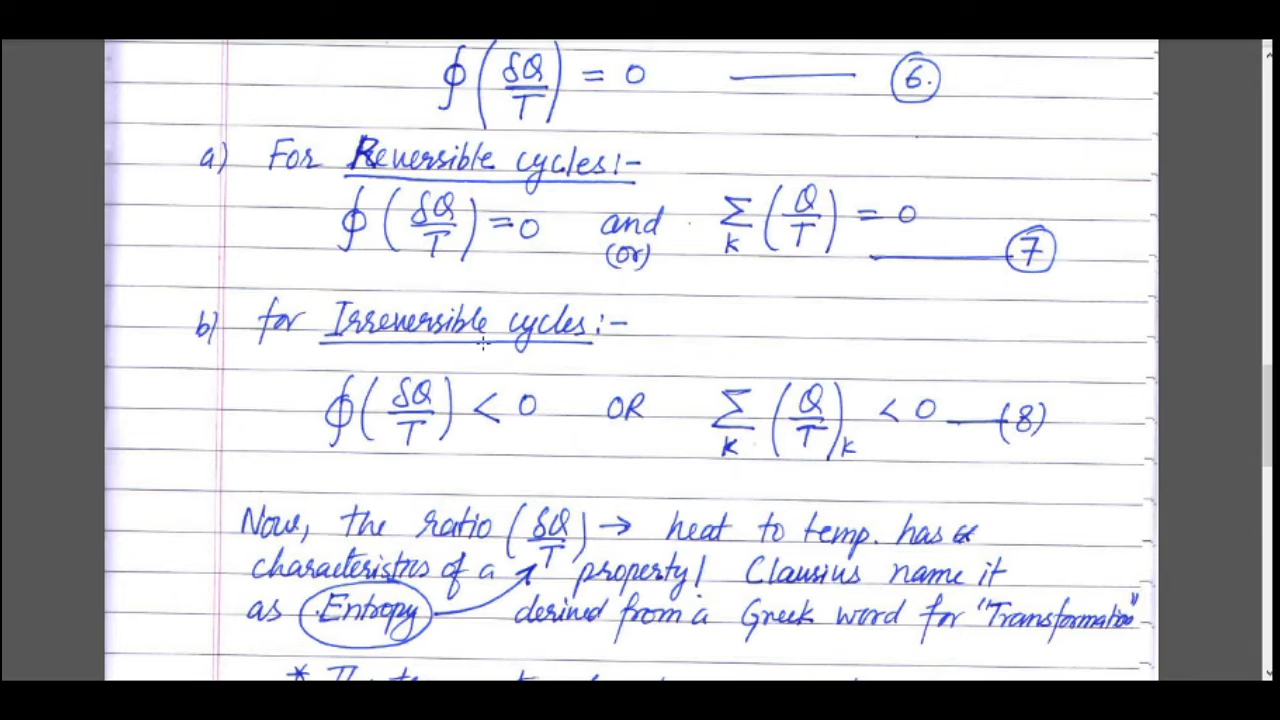 ∮ (δQ/T) = 0 —— (6.)
a) For Reversible cycles:-
∮ (δQ/T) = 0 and (or) Σ_K (Q/T) = 0 —— (7)
b) for Irreversible cycles:-
∮ (δQ/T) < 0 OR Σ_K (Q/T)_K < 0 —— (8)
Now, the ratio (δQ/T) → heat to temp. has
characteristics of a property! Clausius name it
as Entropy derived from a Greek word for "Transformation"